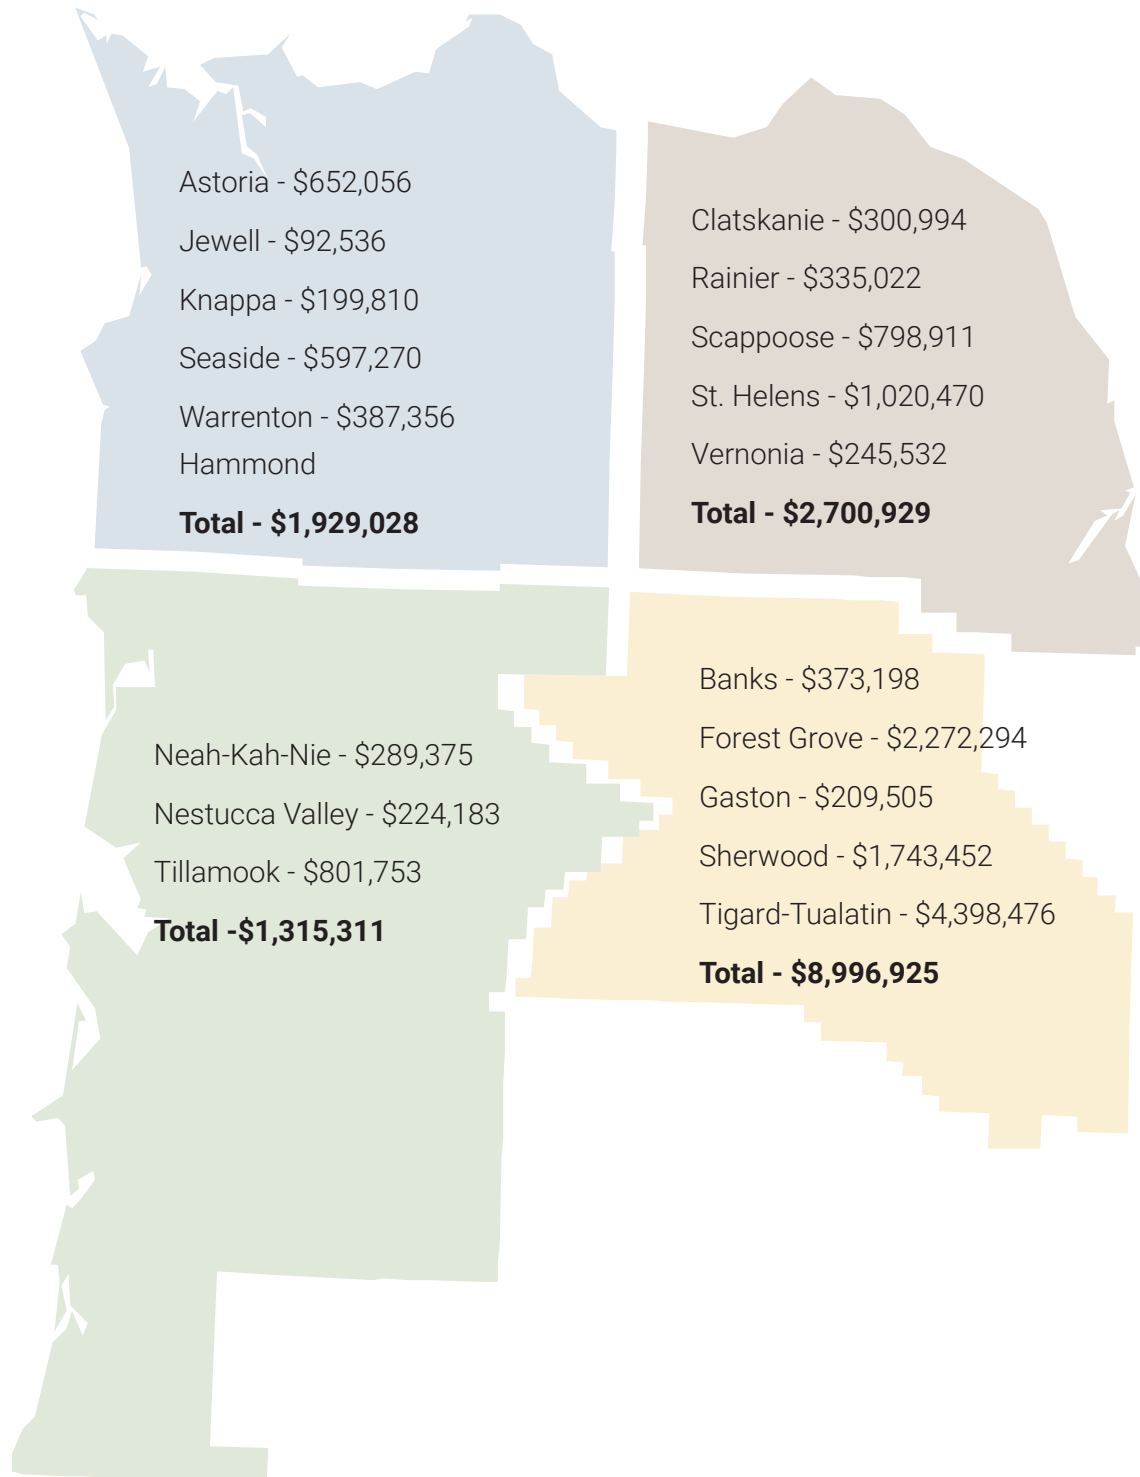 Astoria - $652,056
Jewell - $92,536
Knappa - $199,810
Seaside - $597,270
Warrenton - $387,356
Hammond
Total - $1,929,028
Clatskanie - $300,994
Rainier - $335,022
Scappoose - $798,911
St. Helens - $1,020,470
Vernonia - $245,532
Total - $2,700,929
Neah-Kah-Nie - $289,375
Nestucca Valley - $224,183
Tillamook - $801,753
Total -$1,315,311
Banks - $373,198
Forest Grove - $2,272,294
Gaston - $209,505
Sherwood - $1,743,452
Tigard-Tualatin - $4,398,476
Total - $8,996,925